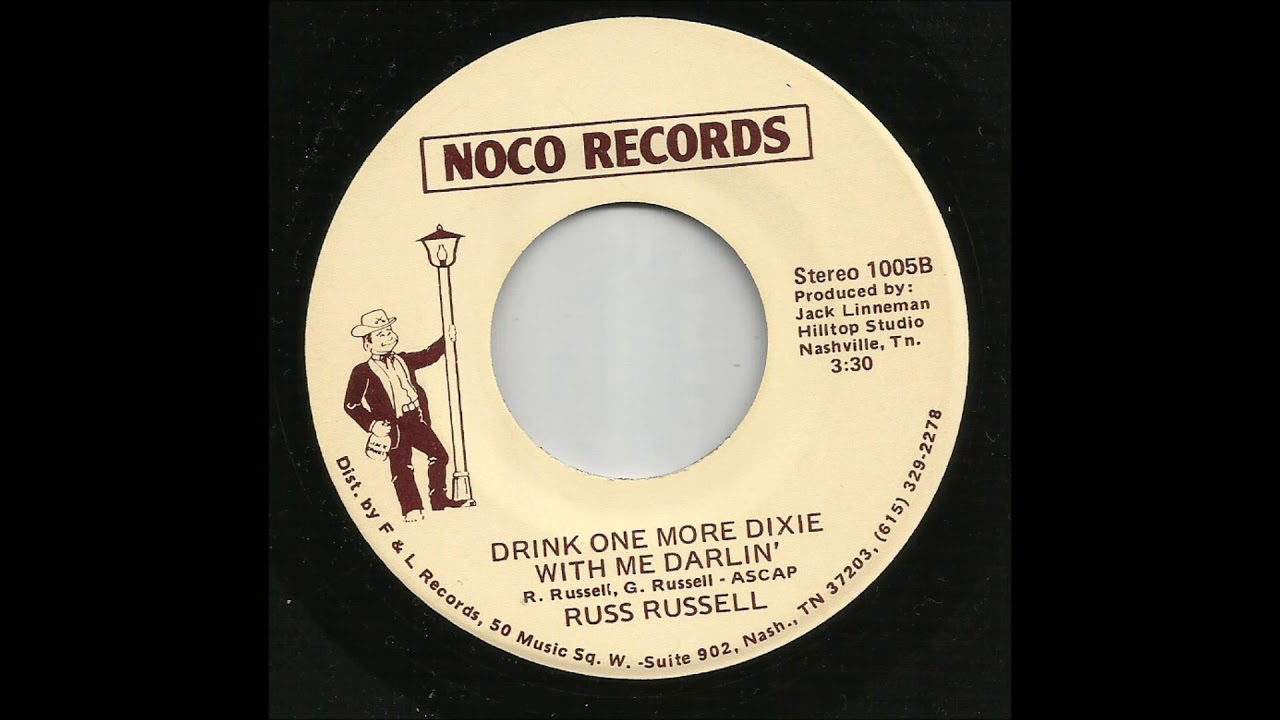 NOCO RECORDS
Stereo 1005B
Produced by:
Jack Linneman
Hilltop Studio
Nashville, Tn.
3:30
DRINK ONE MORE DIXIE
WITH ME DARLIN'
R. Russell, G. Russell - ASCAP
RUSS RUSSELL
Dist. by F & L Records, 50 Music Sq. W. -Suite 902, Nash., TN 37203, (615) 329-2278